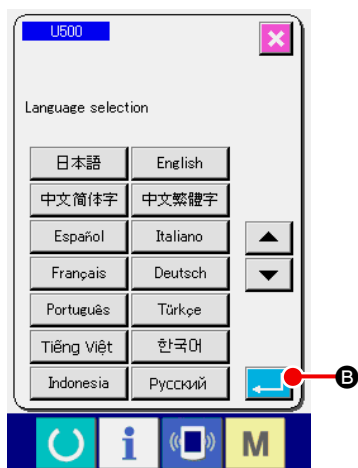 U500
Language selection
日本語 English
中文简体字 中文繁體字
Español Italiano
Français Deutsch
Português Türkçe
Tiếng Việt 한국어
Indonesia Русский
B
i M